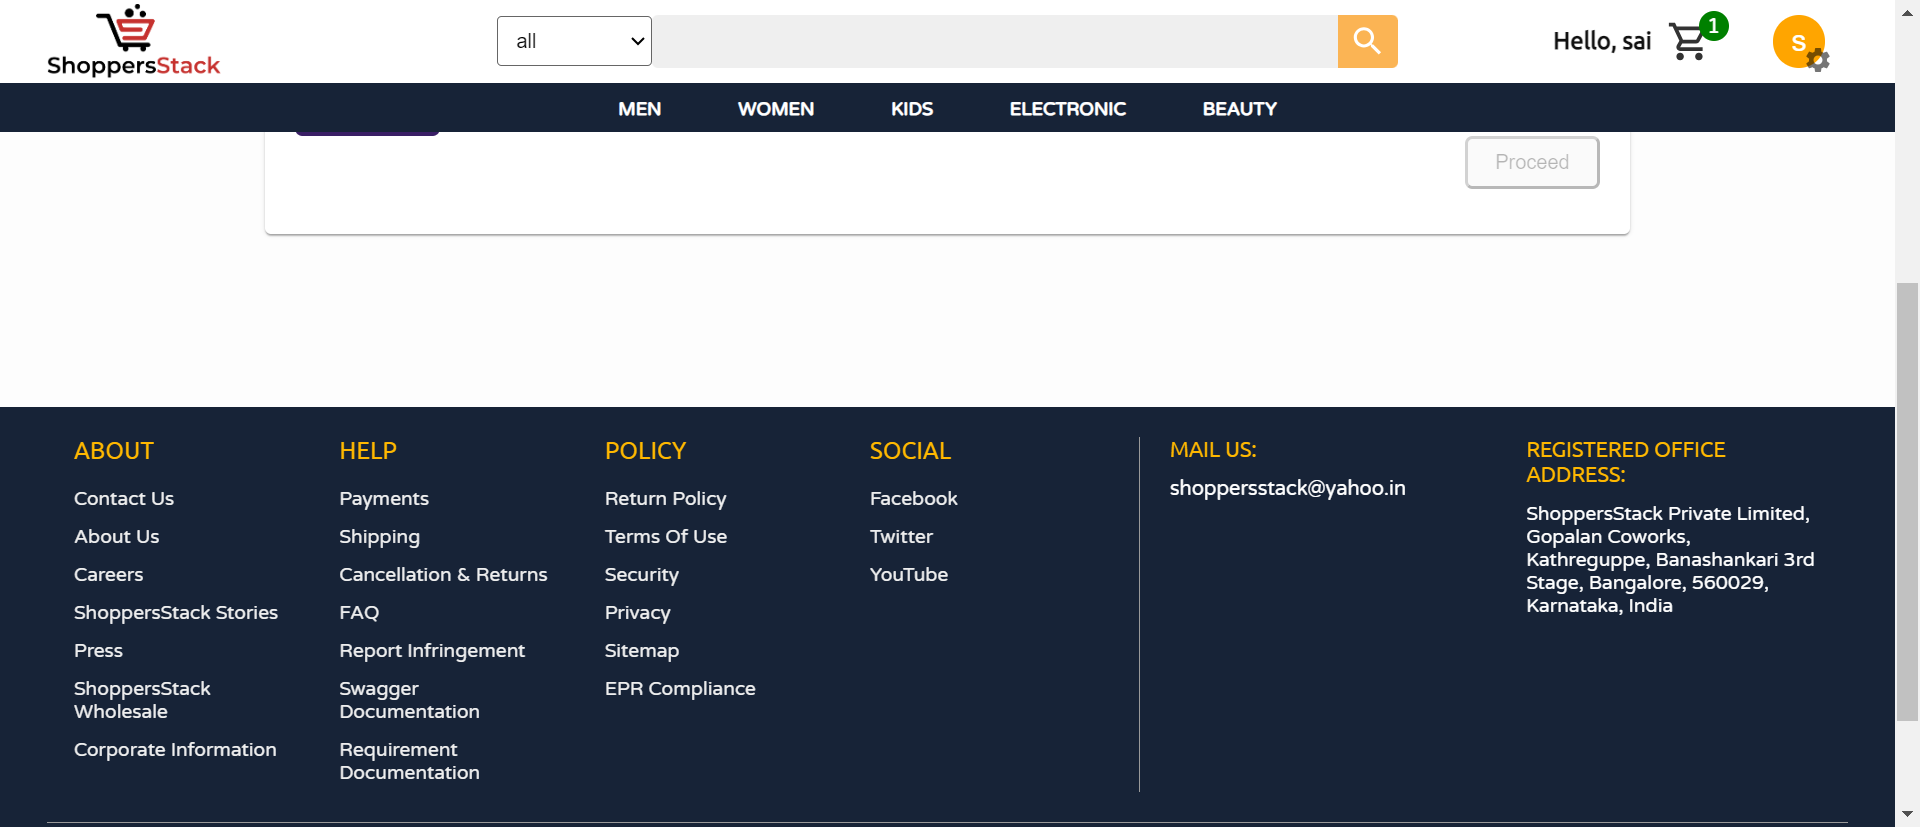 ShoppersStack
all
Hello, sai
1
S
MEN WOMEN KIDS ELECTRONIC BEAUTY
Proceed
ABOUT
Contact Us
About Us
Careers
ShoppersStack Stories
Press
ShoppersStack
Wholesale
Corporate Information
HELP
Payments
Shipping
Cancellation & Returns
FAQ
Report Infringement
Swagger
Documentation
Requirement
Documentation
POLICY
Return Policy
Terms Of Use
Security
Privacy
Sitemap
EPR Compliance
SOCIAL
Facebook
Twitter
YouTube
MAIL US:
shoppersstack@yahoo.in
REGISTERED OFFICE
ADDRESS:
ShoppersStack Private Limited,
Gopalan Coworks,
Kathreguppe, Banashankari 3rd
Stage, Bangalore, 560029,
Karnataka, India